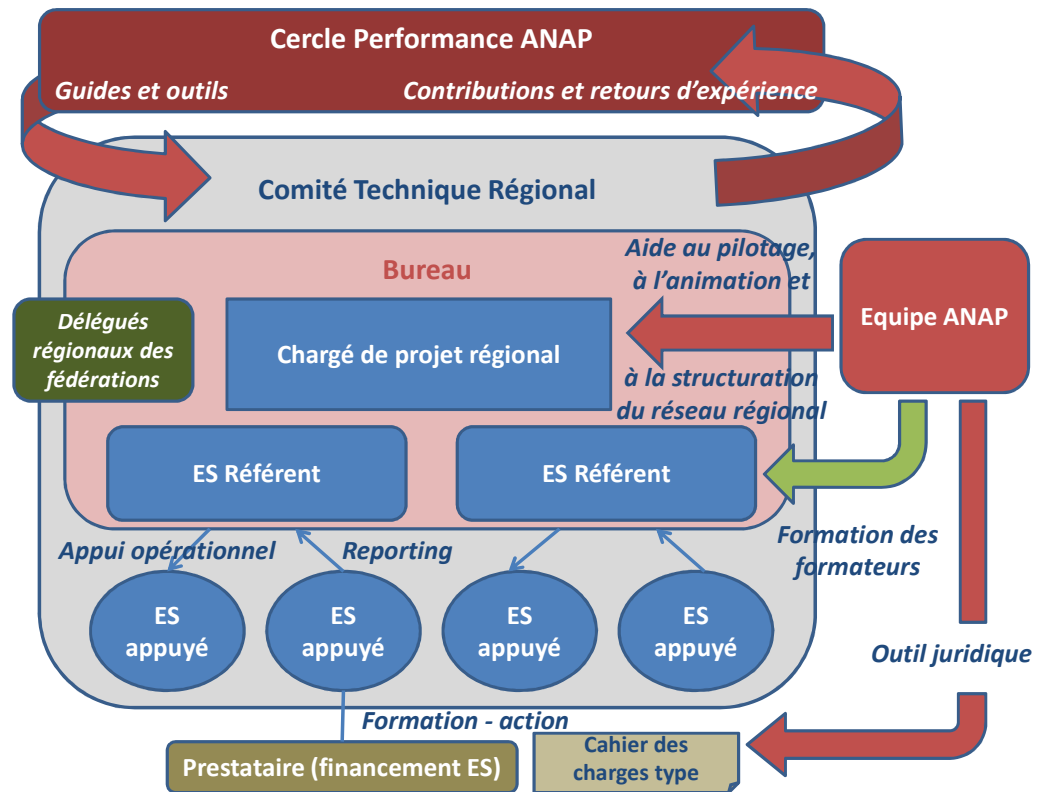 Cercle Performance ANAP
Guides et outils
Contributions et retours d'expérience
Comité Technique Régional
Bureau
Aide au pilotage,
à l'animation et
Equipe ANAP
Délégués
régionaux des
fédérations
Chargé de projet régional
à la structuration
du réseau régional
ES Référent
ES Référent
Appui opérationnel
Reporting
Formation des
formateurs
ES
appuyé
ES
appuyé
ES
appuyé
ES
appuyé
Outil juridique
Formation - action
Prestataire (financement ES)
Cahier des
charges type